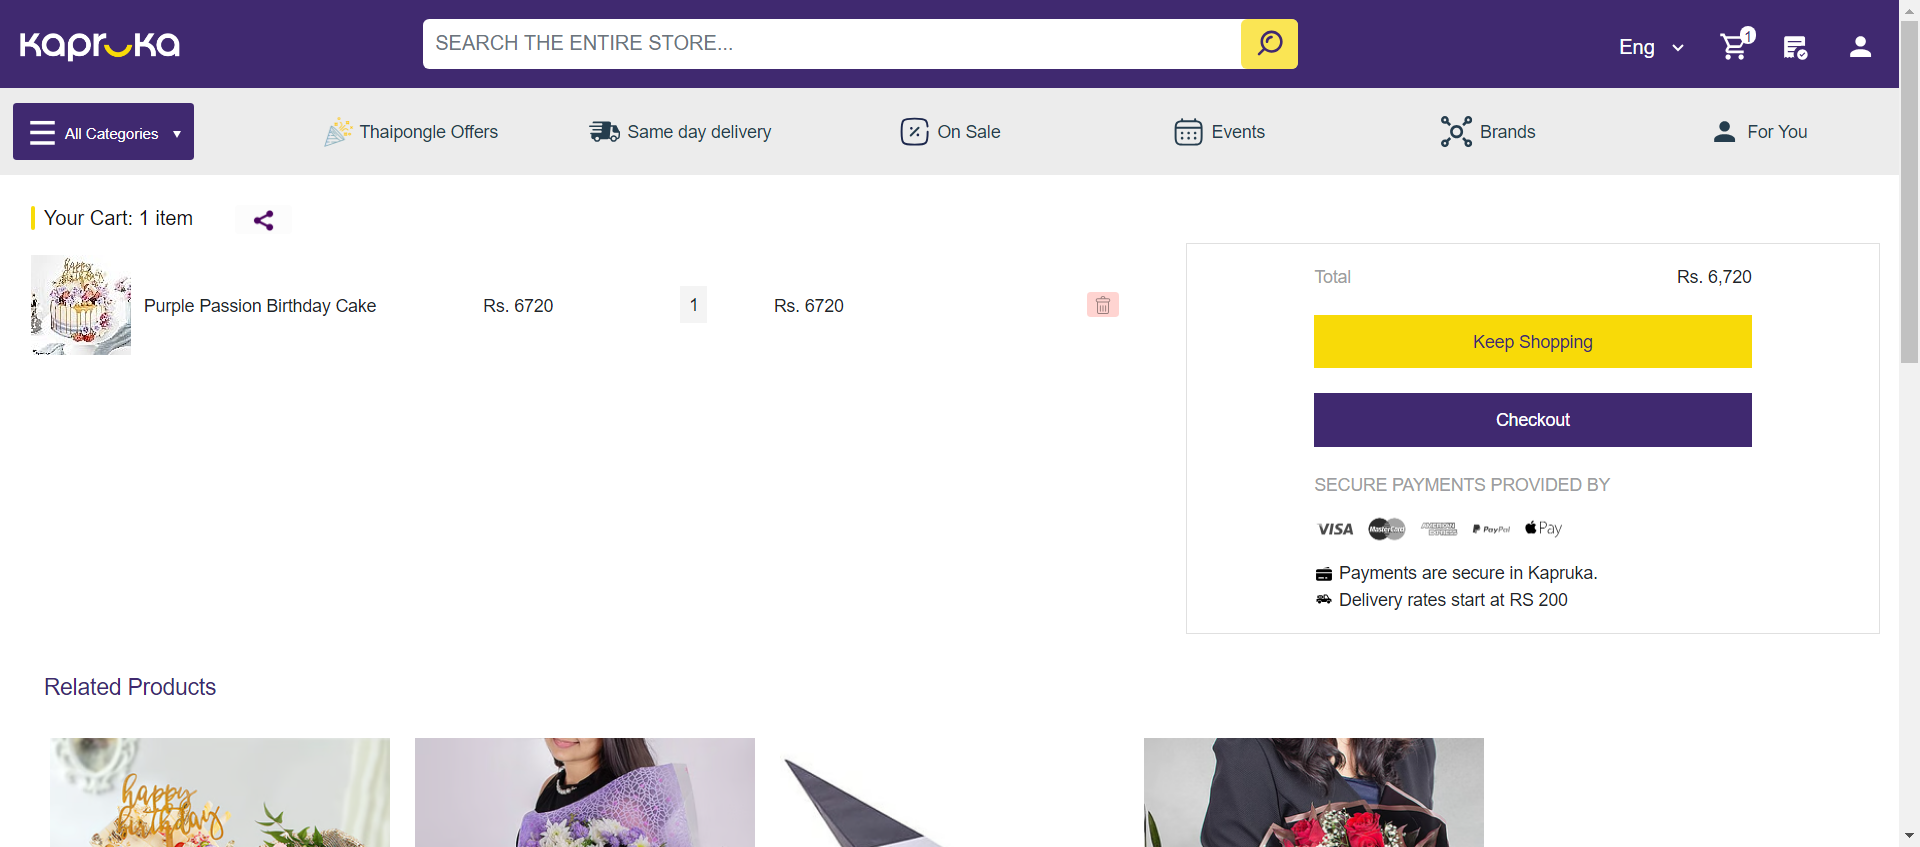 Kapruka
SEARCH THE ENTIRE STORE...
Eng
1
All Categories ▾
Thaipongle Offers
Same day delivery
On Sale
Events
Brands
For You
Your Cart: 1 item
happy birthday
Purple Passion Birthday Cake
Rs. 6720
1
Rs. 6720
Total
Rs. 6,720
Keep Shopping
Checkout
SECURE PAYMENTS PROVIDED BY
VISA
MasterCard
AMERICAN EXPRESS
PayPal
Pay
Payments are secure in Kapruka.
Delivery rates start at RS 200
Related Products
happy
birthday